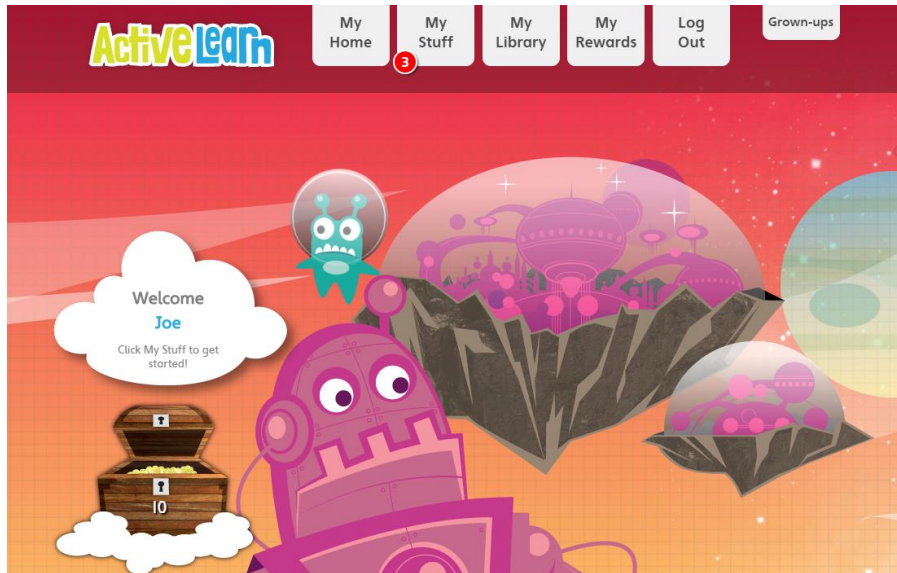 ActiveLearn
My
Home
My
Stuff
3
My
Library
My
Rewards
Log
Out
Grown-ups
Welcome
Joe
Click My Stuff to get
started!
10